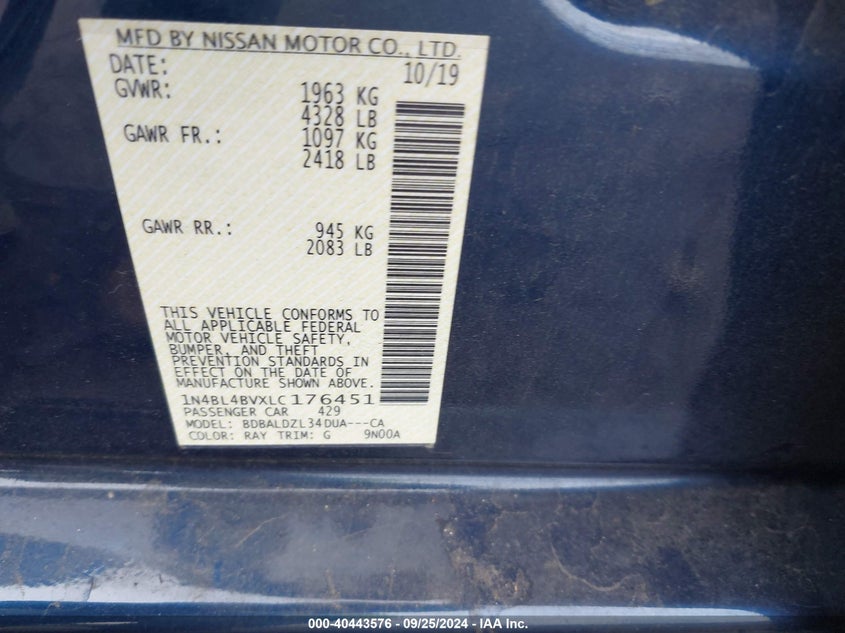 MFD BY NISSAN MOTOR CO., LTD.
DATE: 10/19
GVWR: 1963 KG
4328 LB
GAWR FR.: 1097 KG
2418 LB
GAWR RR.: 945 KG
2083 LB
THIS VEHICLE CONFORMS TO
ALL APPLICABLE FEDERAL
MOTOR VEHICLE SAFETY,
BUMPER, AND THEFT
PREVENTION STANDARDS IN
EFFECT ON THE DATE OF
MANUFACTURE SHOWN ABOVE.
1N4BL4BVXLC176451
PASSENGER CAR 429
MODEL: BDBALDZL34DUA---CA
COLOR: RAY TRIM: G 9N00A
000-40443576 - 09/25/2024 - IAA Inc.